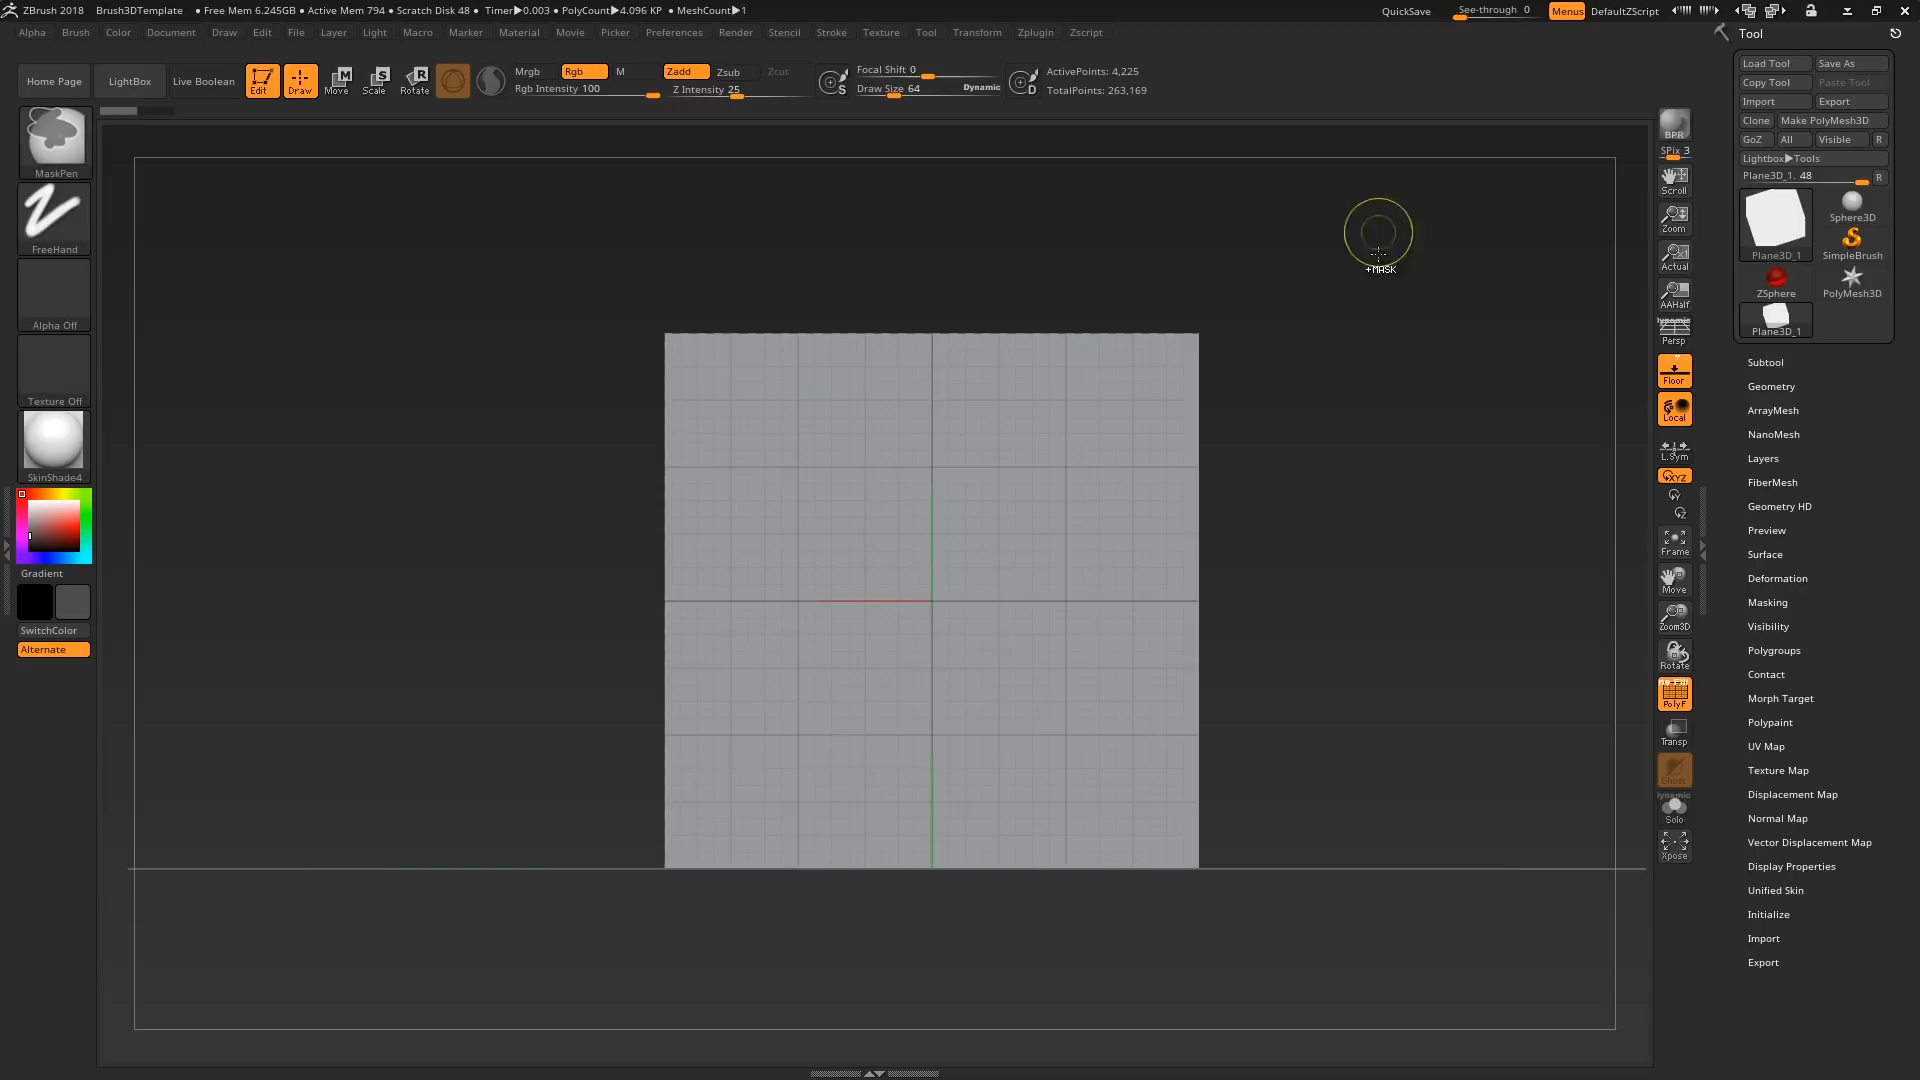 ZBrush 2018 Brush3DTemplate • Free Mem 6.245GB • Active Mem 794 • Scratch Disk 48 • Timer▶0.003 • PolyCount▶4.096 KP • MeshCount▶1 QuickSave See-through 0 Menus DefaultZScript
Alpha Brush Color Document Draw Edit File Layer Light Macro Marker Material Movie Picker Preferences Render Stencil Stroke Texture Tool Transform Zplugin Zscript
Home Page
LightBox
Live Boolean
Edit
Draw
Move
Scale
Rotate
Mrgb Rgb M
Rgb Intensity 100
Zadd Zsub Zcut
Z Intensity 25
Focal Shift 0
Draw Size 64
Dynamic
ActivePoints: 4,225
TotalPoints: 263,169
MaskPen
FreeHand
Alpha Off
Texture Off
SkinShade4
Gradient
SwitchColor
Alternate
+MASK
BPR
SPix 3
Scroll
Zoom
Actual
AAHalf
Dynamic
Persp
Floor
Local
L.Sym
XYZ
Y
Z
Frame
Move
Zoom3D
Rotate
PolyF
Transp
Ghost
Dynamic
Solo
Xpose
Tool
Load Tool Save As
Copy Tool Paste Tool
Import Export
Clone Make PolyMesh3D
GoZ All Visible R
Lightbox▶Tools
Plane3D_1. 48 R
Plane3D_1
Sphere3D
SimpleBrush
ZSphere PolyMesh3D
Plane3D_1
Subtool
Geometry
ArrayMesh
NanoMesh
Layers
FiberMesh
Geometry HD
Preview
Surface
Deformation
Masking
Visibility
Polygroups
Contact
Morph Target
Polypaint
UV Map
Texture Map
Displacement Map
Normal Map
Vector Displacement Map
Display Properties
Unified Skin
Initialize
Import
Export